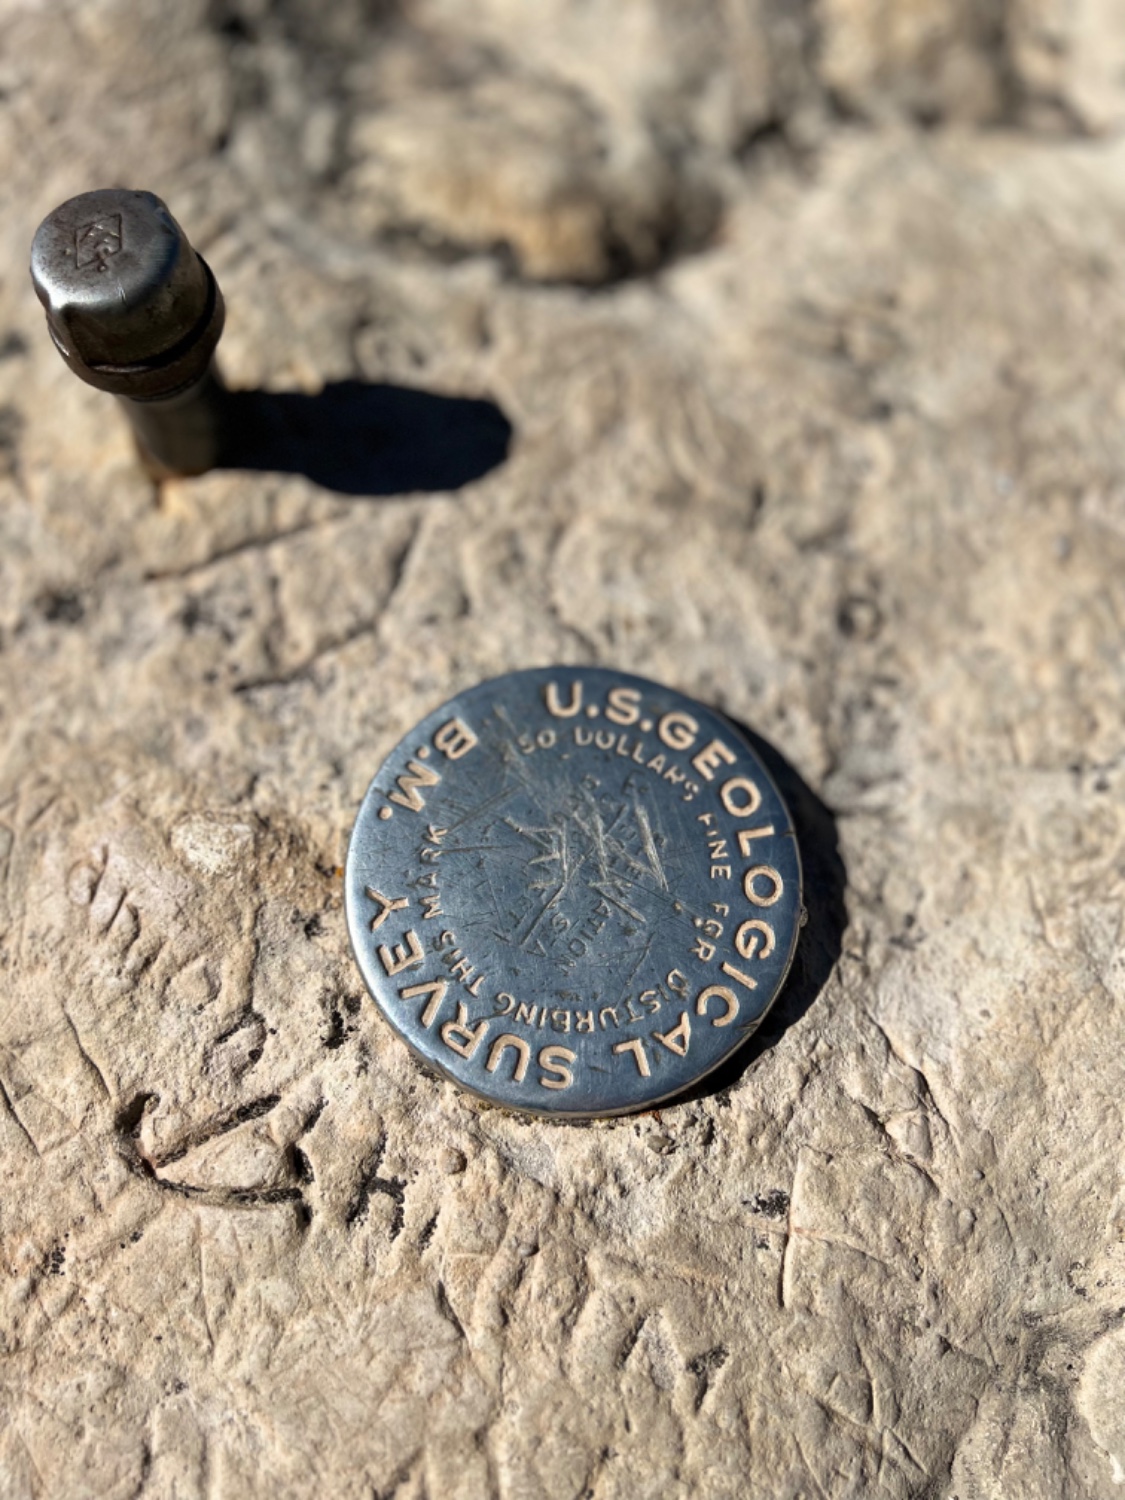 U.S. GEOLOGICAL SURVEY
B.M.
50 DOLLARS, FINE FOR DISTURBING THIS MARK